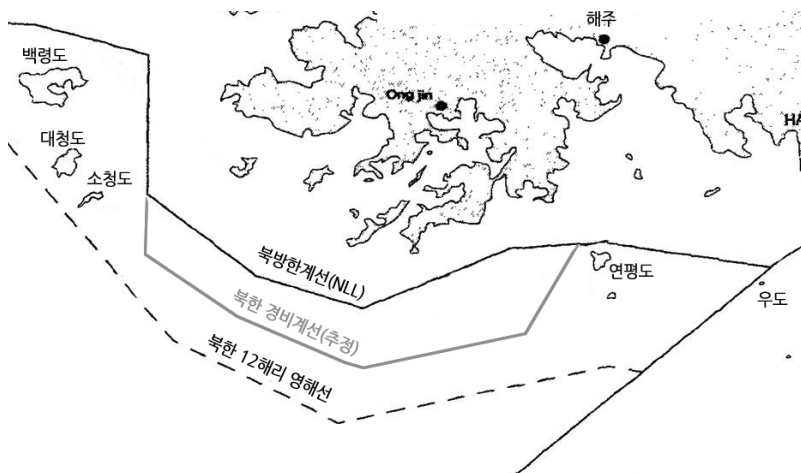 해주
백령도
Ong jin
HA
대청도
소청도
북방한계선(NLL)
연평도
우도
북한 경비계선(추정)
북한 12해리 영해선